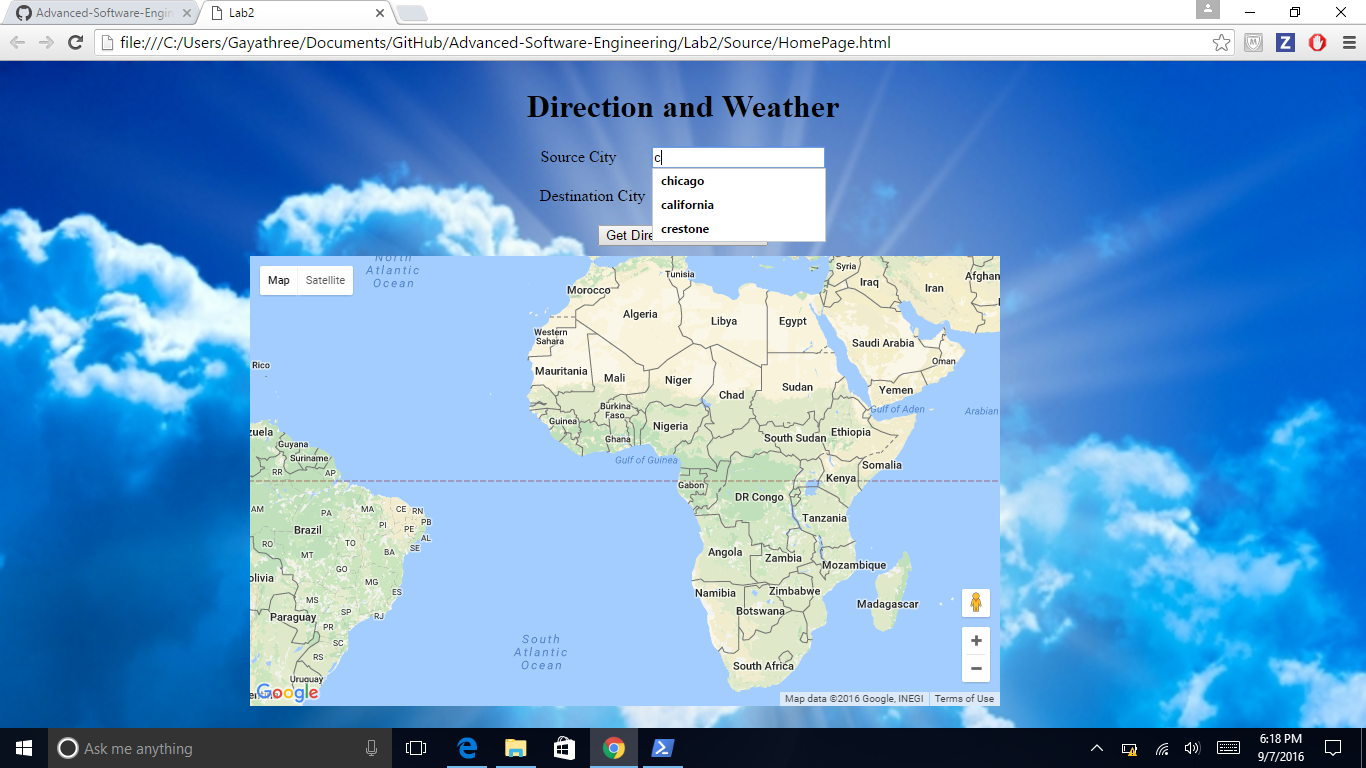 Advanced-Software-Engin
Lab2
file:///C:/Users/Gayathree/Documents/GitHub/Advanced-Software-Engineering/Lab2/Source/HomePage.html
Direction and Weather
Source City
c
chicago
Destination City
california
crestone
Get Dire
Map
Satellite
North
Atlantic
Ocean
Tunisia
Syria
Afghan
Iraq
Iran
Morocco
Algeria
Libya
Egypt
Western
Sahara
Saudi Arabia
Oman
Rico
Mauritania
Mali
Niger
Chad
Sudan
Yemen
Gulf of Aden
Arabian
Burkina
Faso
Guinea
Nigeria
Ghana
Ethiopia
South Sudan
zuela
Guyana
Suriname
Gulf of Guinea
Somalia
RR
AP
Kenya
Gabon
DR Congo
AM
PA
MA
CE
RN
PB
Tanzania
Brazil
PI
PE
AL
RO
TO
SE
BA
MT
Angola
Zambia
Mozambique
GO
olivia
MG
ES
Namibia
Zimbabwe
MS
SP
Botswana
Madagascar
Paraguay
RJ
PR
SC
South
Atlantic
Ocean
RS
South Africa
Uruguay
Google
Map data ©2016 Google, INEGI
Terms of Use
Ask me anything
6:18 PM
9/7/2016